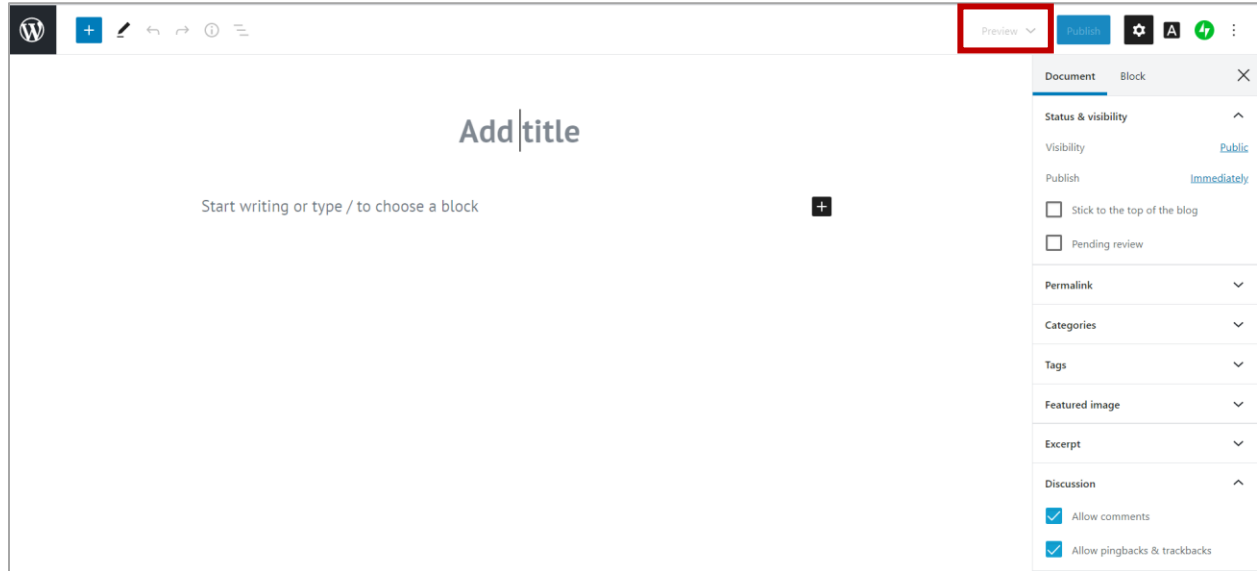 Preview
Publish
A
Document Block
Add title
Status & visibility
Visibility Public
Start writing or type / to choose a block
Publish Immediately
Stick to the top of the blog
Pending review
Permalink
Categories
Tags
Featured image
Excerpt
Discussion
Allow comments
Allow pingbacks & trackbacks